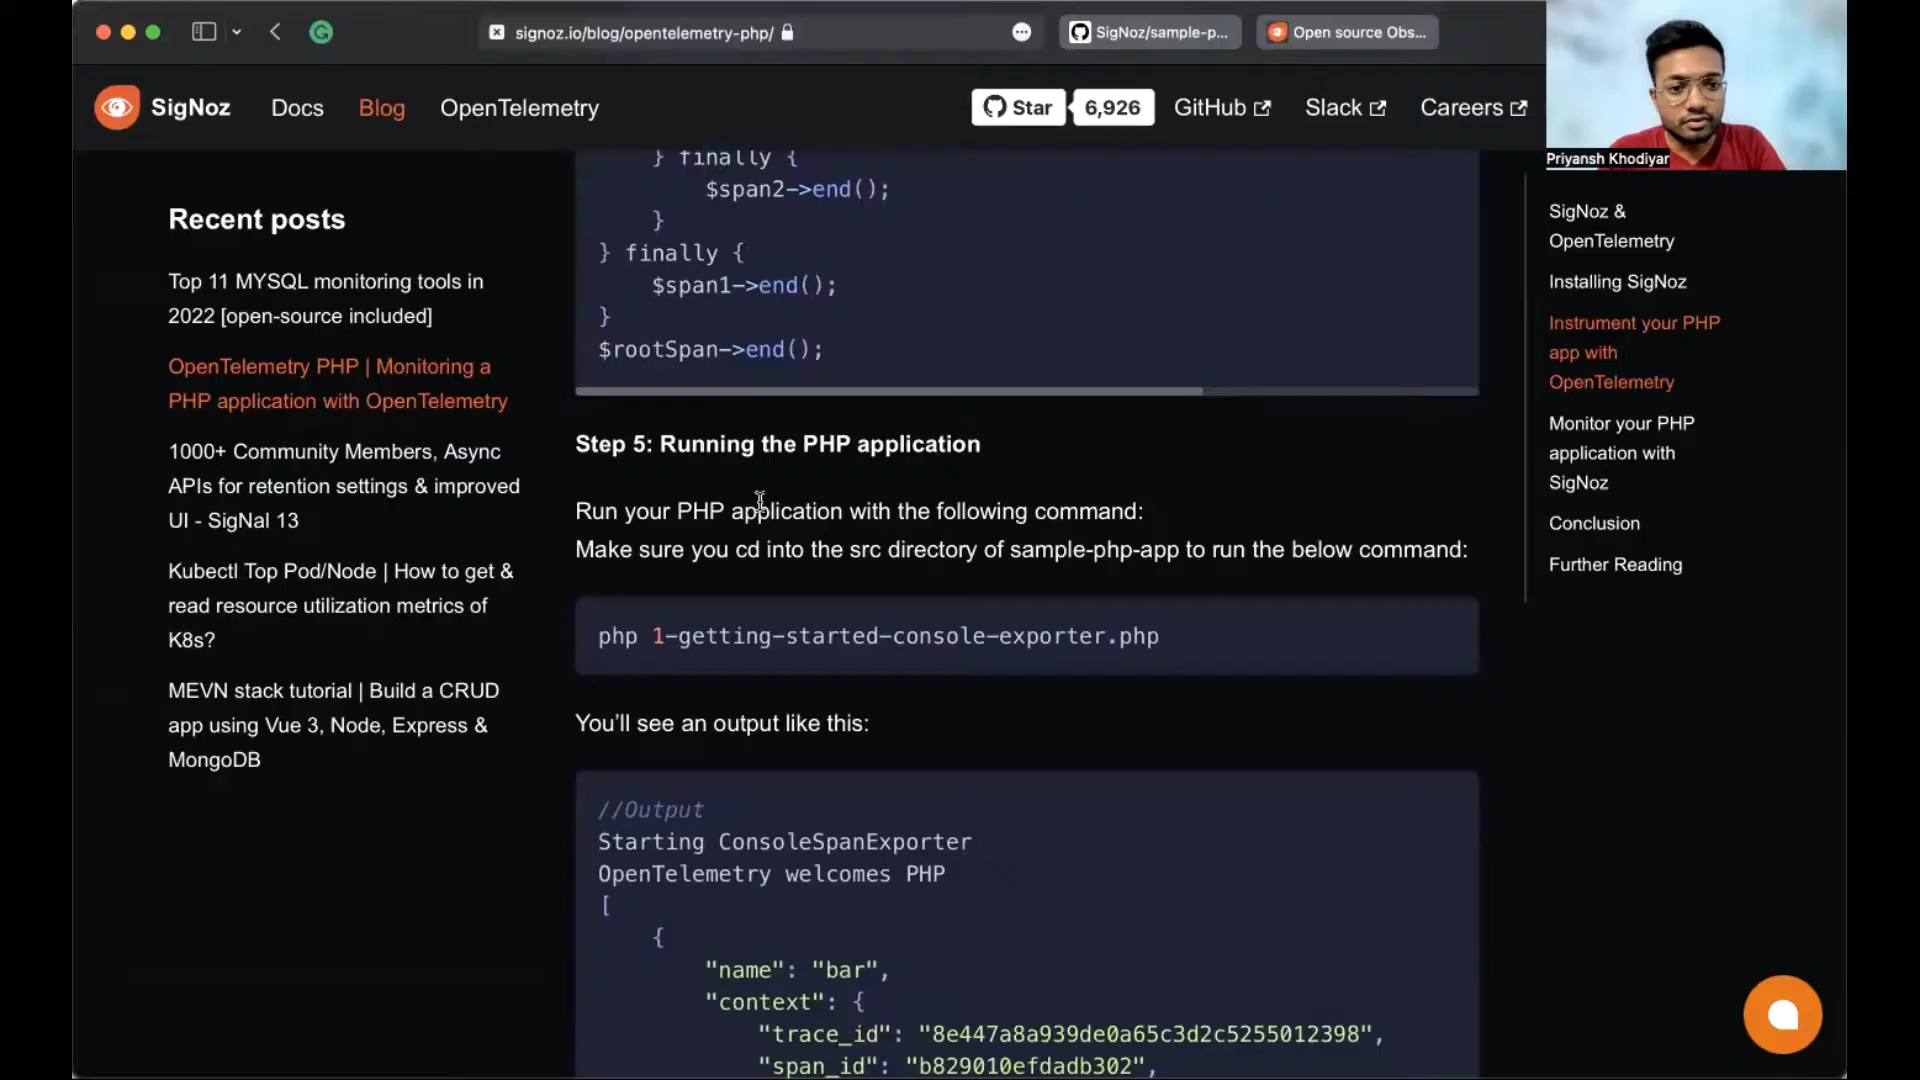 signoz.io/blog/opentelemetry-php/
SigNoz/sample-p...
Open source Obs...
SigNoz
Docs
Blog
OpenTelemetry
Star
6,926
GitHub
Slack
Careers
Priyansh Khodiyar
Recent posts
Top 11 MYSQL monitoring tools in
2022 [open-source included]
OpenTelemetry PHP | Monitoring a
PHP application with OpenTelemetry
1000+ Community Members, Async
APIs for retention settings & improved
UI - SigNal 13
Kubectl Top Pod/Node | How to get &
read resource utilization metrics of
K8s?
MEVN stack tutorial | Build a CRUD
app using Vue 3, Node, Express &
MongoDB
} finally {
$span2->end();
}
} finally {
$span1->end();
}
$rootSpan->end();
Step 5: Running the PHP application
Run your PHP application with the following command:
Make sure you cd into the src directory of sample-php-app to run the below command:
php 1-getting-started-console-exporter.php
You'll see an output like this:
//Output
Starting ConsoleSpanExporter
OpenTelemetry welcomes PHP
[
{
"name": "bar",
"context": {
"trace_id": "8e447a8a939de0a65c3d2c5255012398",
"span_id": "b829010efdadb302",
SigNoz &
OpenTelemetry
Installing SigNoz
Instrument your PHP
app with
OpenTelemetry
Monitor your PHP
application with
SigNoz
Conclusion
Further Reading